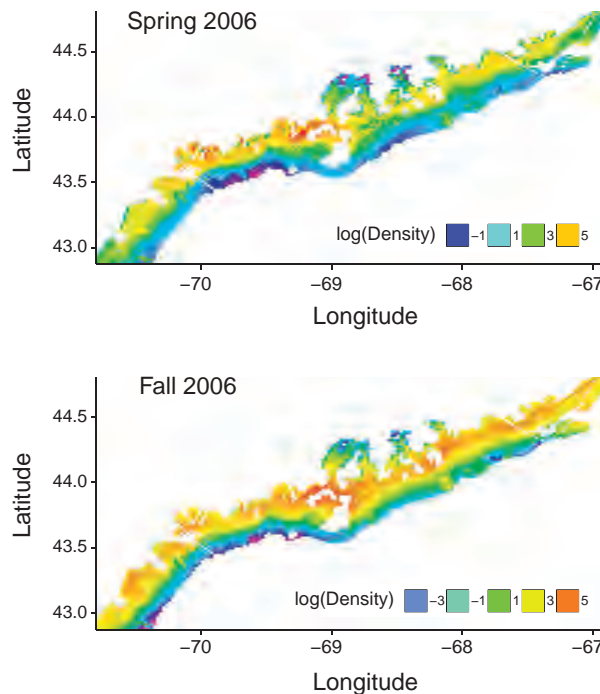 Spring 2006
44.5
44.0
43.5
43.0
Latitude
log(Density) −1 1 3 5
−70 −69 −68 −67
Longitude
Fall 2006
44.5
44.0
43.5
43.0
Latitude
log(Density) −3 −1 1 3 5
−70 −69 −68 −67
Longitude